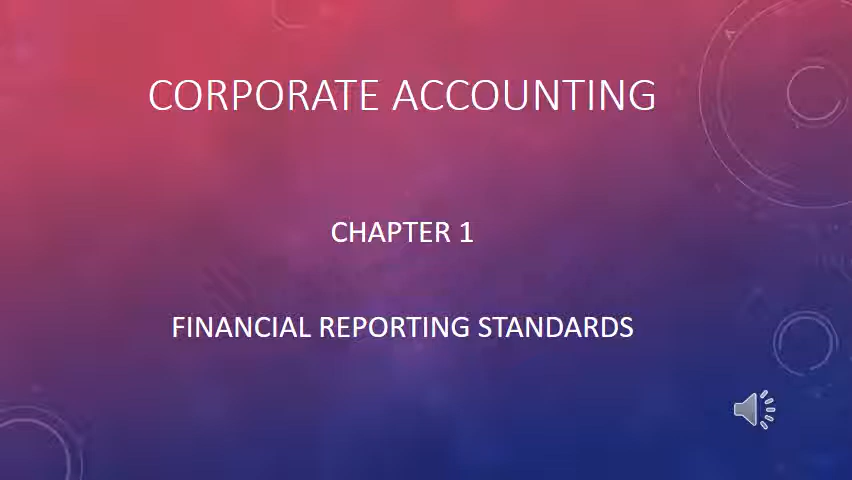 CORPORATE ACCOUNTING
CHAPTER 1
FINANCIAL REPORTING STANDARDS